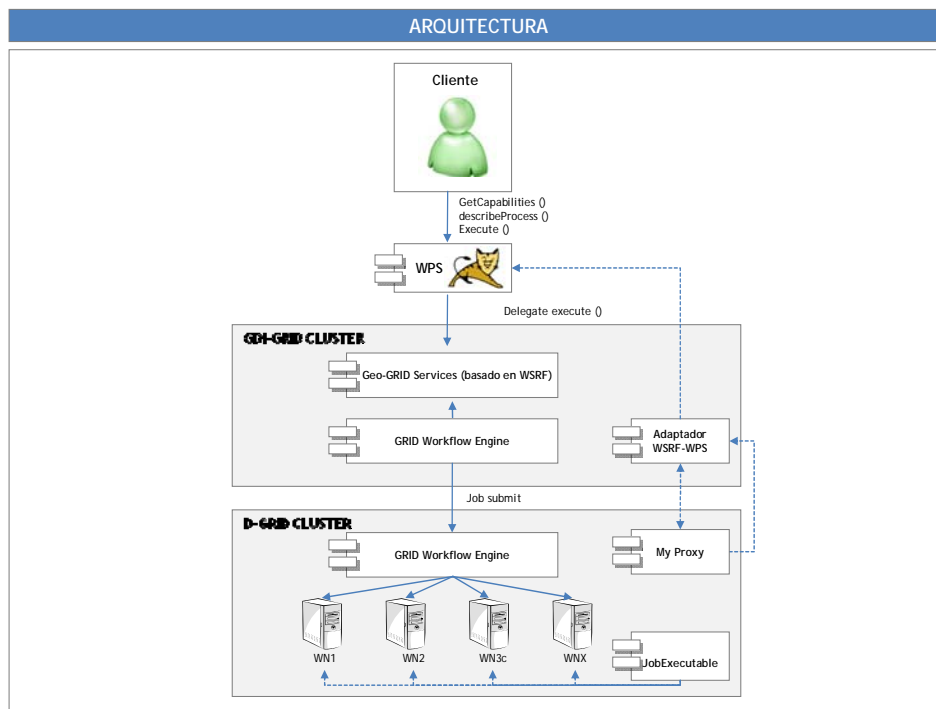 ARQUITECTURA
Cliente
GetCapabilities ()
describeProcess ()
Execute ()
WPS
Delegate execute ()
GDI-GRID CLUSTER
Geo-GRID Services (basado en WSRF)
GRID Workflow Engine
Adaptador
WSRF-WPS
Job submit
D-GRID CLUSTER
GRID Workflow Engine
My Proxy
WN1
WN2
WN3c
WNX
JobExecutable